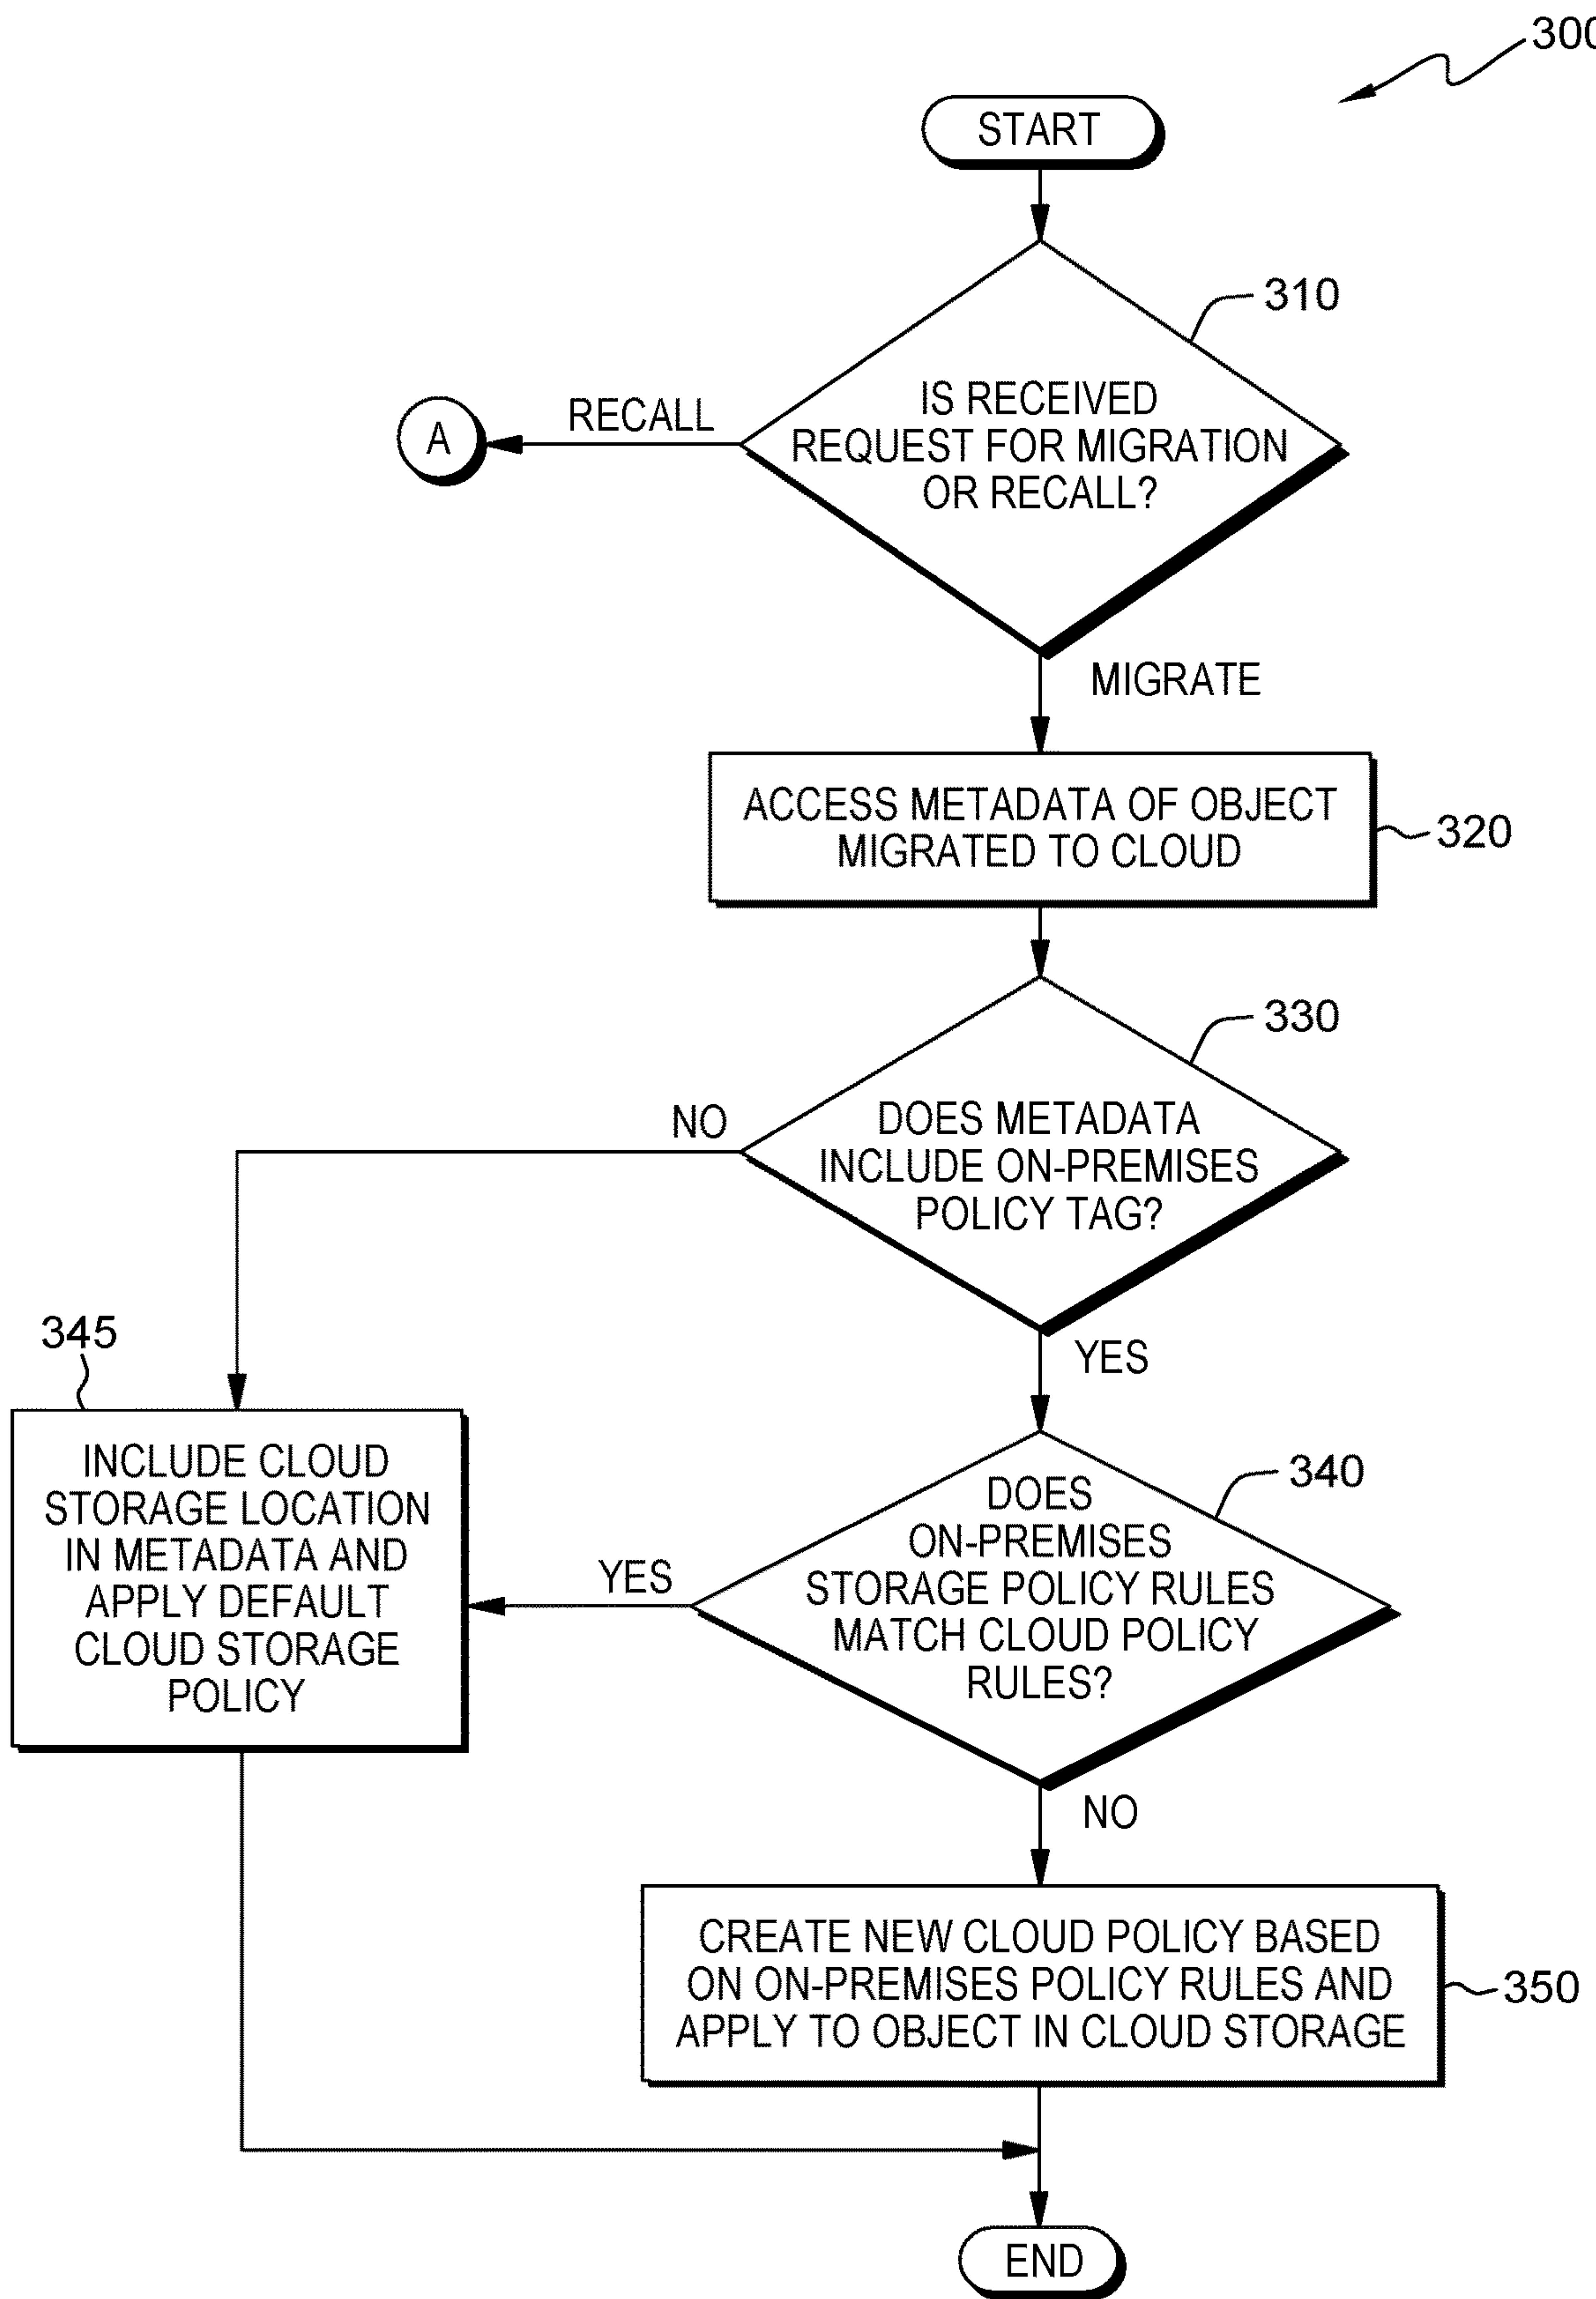 300
START
310
IS RECEIVED
REQUEST FOR MIGRATION
OR RECALL?
RECALL
A
MIGRATE
ACCESS METADATA OF OBJECT
MIGRATED TO CLOUD
320
330
DOES METADATA
INCLUDE ON-PREMISES
POLICY TAG?
NO
YES
345
INCLUDE CLOUD
STORAGE LOCATION
IN METADATA AND
APPLY DEFAULT
CLOUD STORAGE
POLICY
340
DOES
ON-PREMISES
STORAGE POLICY RULES
MATCH CLOUD POLICY
RULES?
YES
NO
CREATE NEW CLOUD POLICY BASED
ON ON-PREMISES POLICY RULES AND
APPLY TO OBJECT IN CLOUD STORAGE
350
END